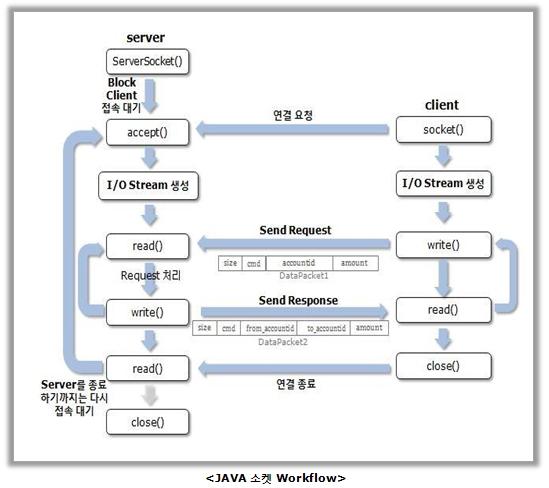 server
ServerSocket()
Block
Client
접속 대기
client
accept()
연결 요청
socket()
I/O Stream 생성
I/O Stream 생성
read()
Send Request
write()
size cmd accountid amount
DataPacket1
Request 처리
write()
Send Response
read()
size cmd from_accountid to_accountid amount
DataPacket2
read()
연결 종료
close()
Server를 종료
하기까지는 다시
접속 대기
close()
<JAVA 소켓 Workflow>